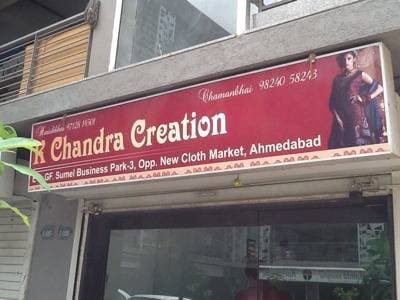 Chamanbhai
98240 58243
K Chandra Creation
GF. Sumel Business Park-3, Opp. New Cloth Market, Ahmedabad